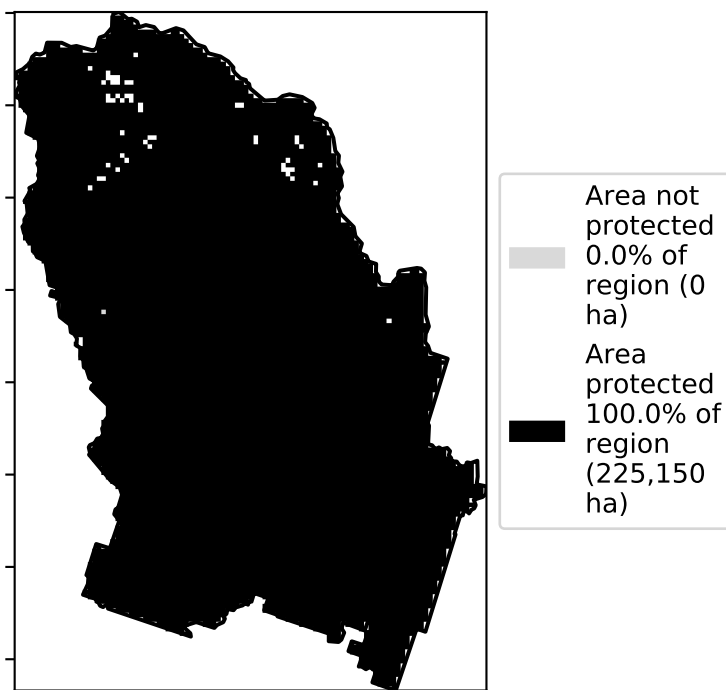 Area not
protected
0.0% of
region (0
ha)
Area
protected
100.0% of
region
(225,150
ha)